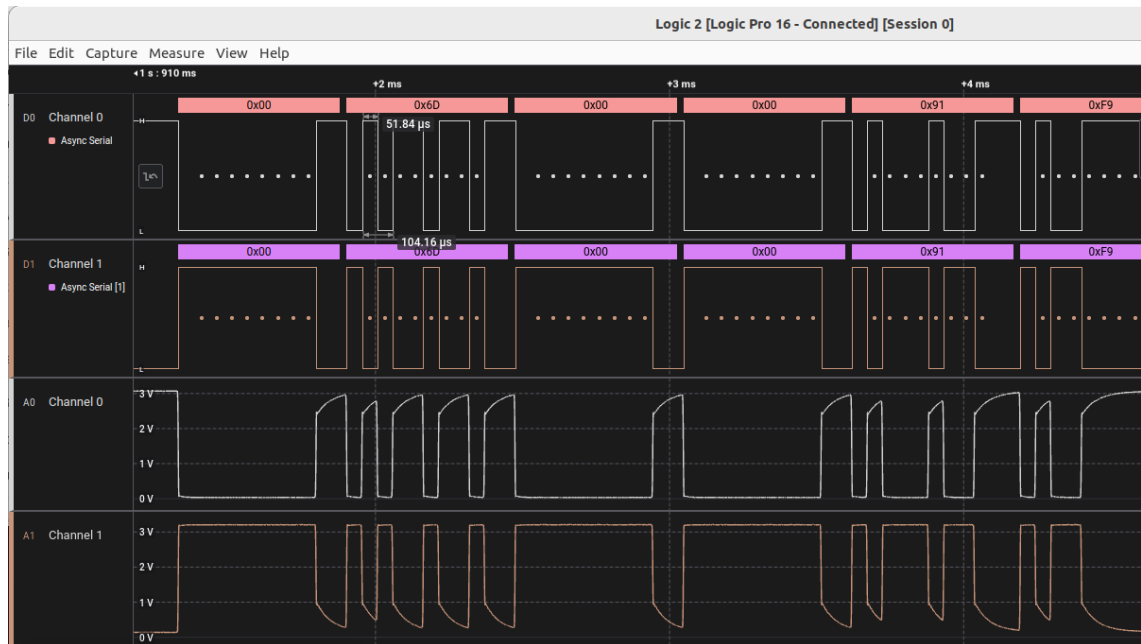 Logic 2 [Logic Pro 16 - Connected] [Session 0]
File Edit Capture Measure View Help
1 s : 910 ms
+2 ms +3 ms +4 ms
0x00 0x6D 0x00 0x00 0x91 0xF9
D0 Channel 0
H
51.84 µs
Async Serial
L
104.16 µs
0x00 0x6D 0x00 0x00 0x91 0xF9
D1 Channel 1
H
Async Serial [1]
L
A0 Channel 0
3 V
2 V
1 V
0 V
A1 Channel 1
3 V
2 V
1 V
0 V